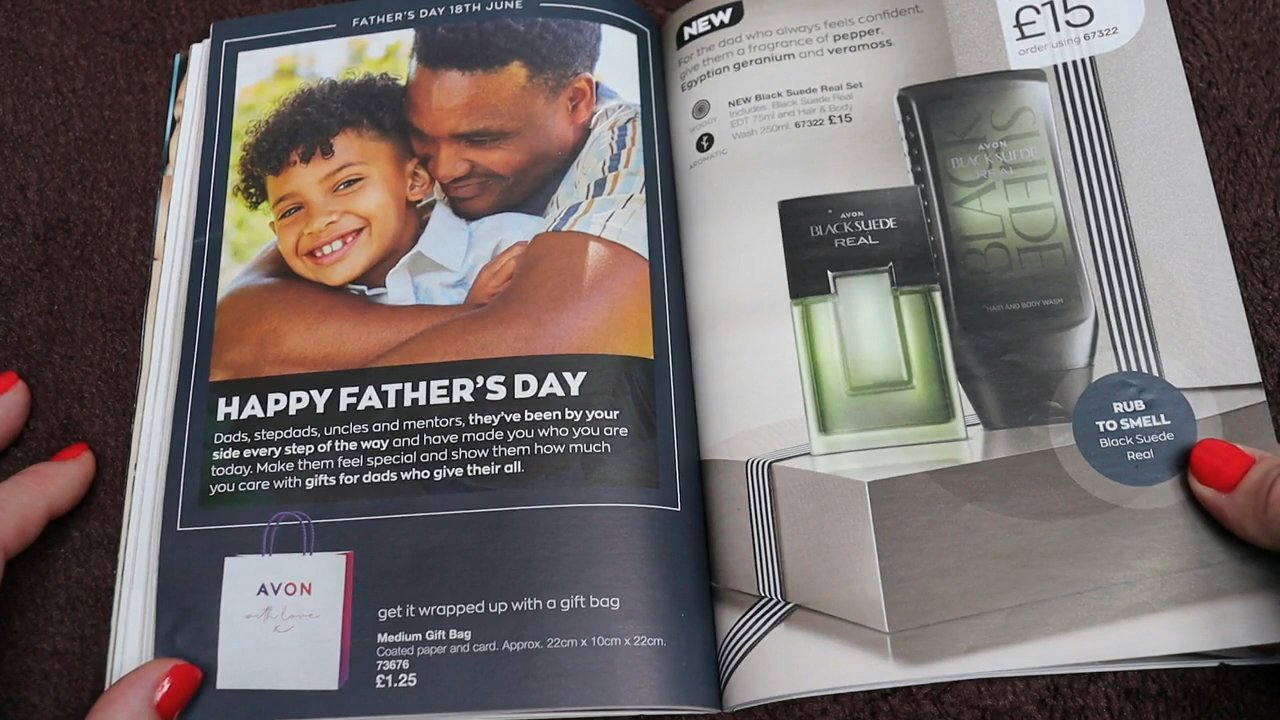 FATHER'S DAY 18TH JUNE
HAPPY FATHER'S DAY
Dads, stepdads, uncles and mentors, they've been by your
side every step of the way and have made you who you are
today. Make them feel special and show them how much
you care with gifts for dads who give their all.
AVON
with love
x
get it wrapped up with a gift bag
Medium Gift Bag
Coated paper and card. Approx. 22cm x 10cm x 22cm.
73676
£1.25
NEW
For the dad who always feels confident,
give them a fragrance of pepper,
Egyptian geranium and veramoss.
WOODY
AROMATIC
NEW Black Suede Real Set
Includes: Black Suede Real
EDT 75ml and Hair & Body
Wash 250ml. 67322 £15
£15
order using 67322
AVON
BLACK SUEDE
REAL
BLACK
SUEDE
AVON
BLACK SUEDE
REAL
HAIR AND BODY WASH
RUB
TO SMELL
Black Suede
Real